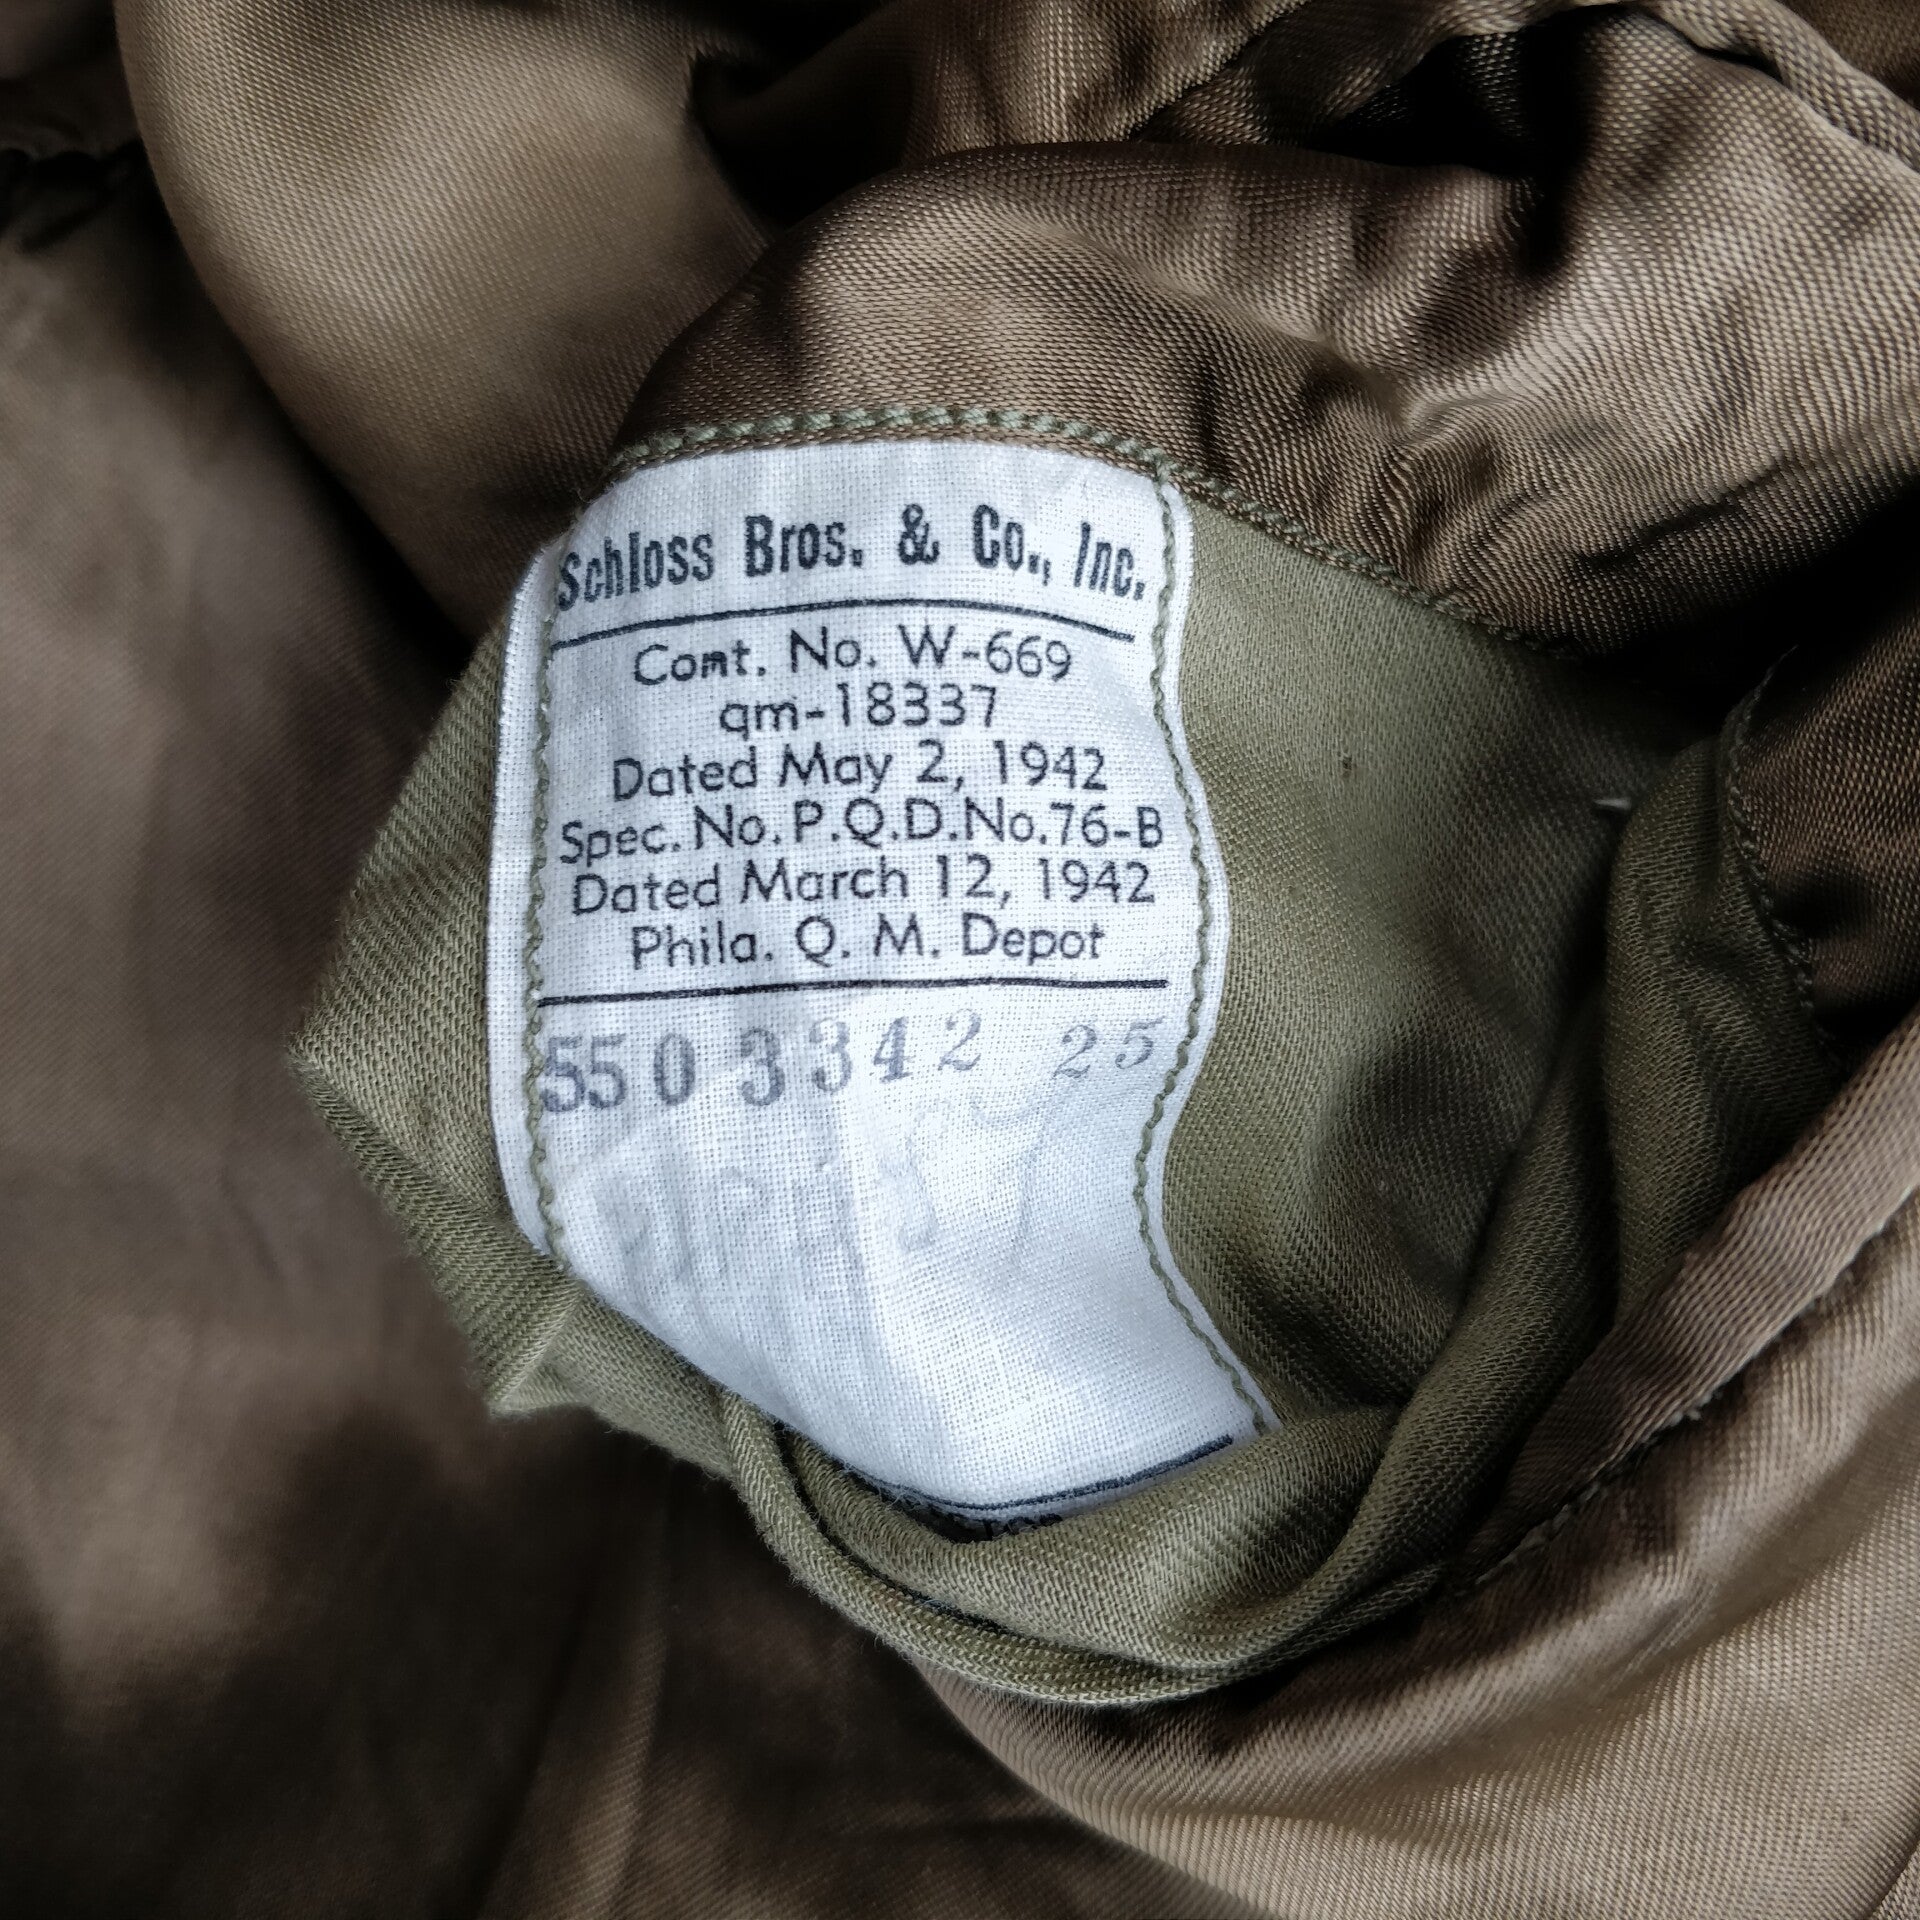 Schloss Bros. & Co., Inc.
Cont. No. W-669
qm-18337
Dated May 2, 1942
Spec. No. P.Q.D. No. 76-B
Dated March 12, 1942
Phila. Q. M. Depot
550 3342 25